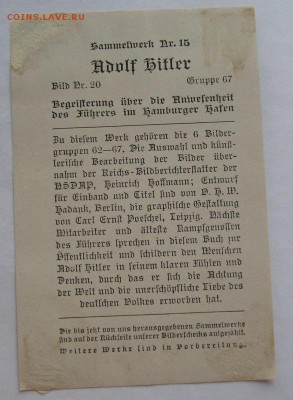 COINS.LAVE.RU
Sammelwerk Nr. 15
Adolf Hitler
Bild Nr. 20 Gruppe 67
Begeisterung über die Anwesenheit
des Führers im Hamburger Hafen
Zu diesem Werk gehören die 6 Bilder-
gruppen 62–67. Die Auswahl und künst-
lerische Bearbeitung der Bilder über-
nahm der Reichs-Bildberichterstatter der
NSDAP, Heinrich Hoffmann; Entwurf
für Einband und Titel sind von O. H. W.
Hadank, Berlin, die graphische Gestaltung
von Carl Ernst Poeschel, Leipzig. Nächste
Mitarbeiter und älteste Kampfgenossen
des Führers sprechen in diesem Buch zur
Öffentlichkeit und schildern den Menschen
Adolf Hitler in seinem klaren Fühlen und
Denken, durch das er sich die Achtung
der Welt und die unerschöpfliche Liebe des
deutschen Volkes erworben hat.
Die bis jetzt von uns herausgegebenen Sammelwerke
sind auf der Rückseite unserer Bilderschecks aufgezählt.
Weitere Werke sind in Vorbereitung.